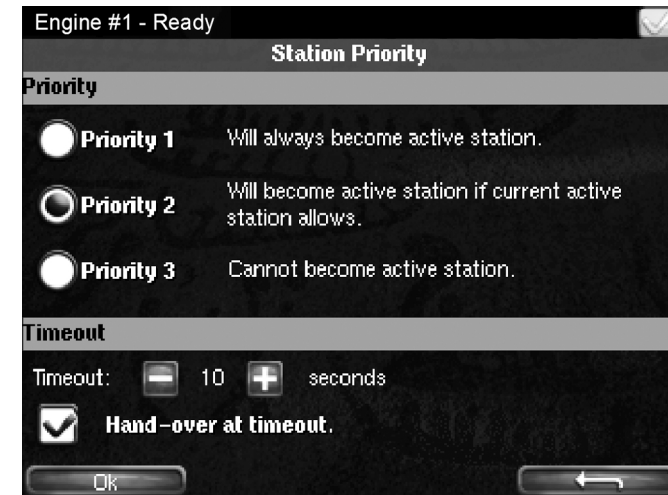 Engine #1 - Ready
Station Priority
Priority
Priority 1 Will always become active station.
Priority 2 Will become active station if current active
station allows.
Priority 3 Cannot become active station.
Timeout
Timeout: 10 seconds
Hand-over at timeout.
Ok